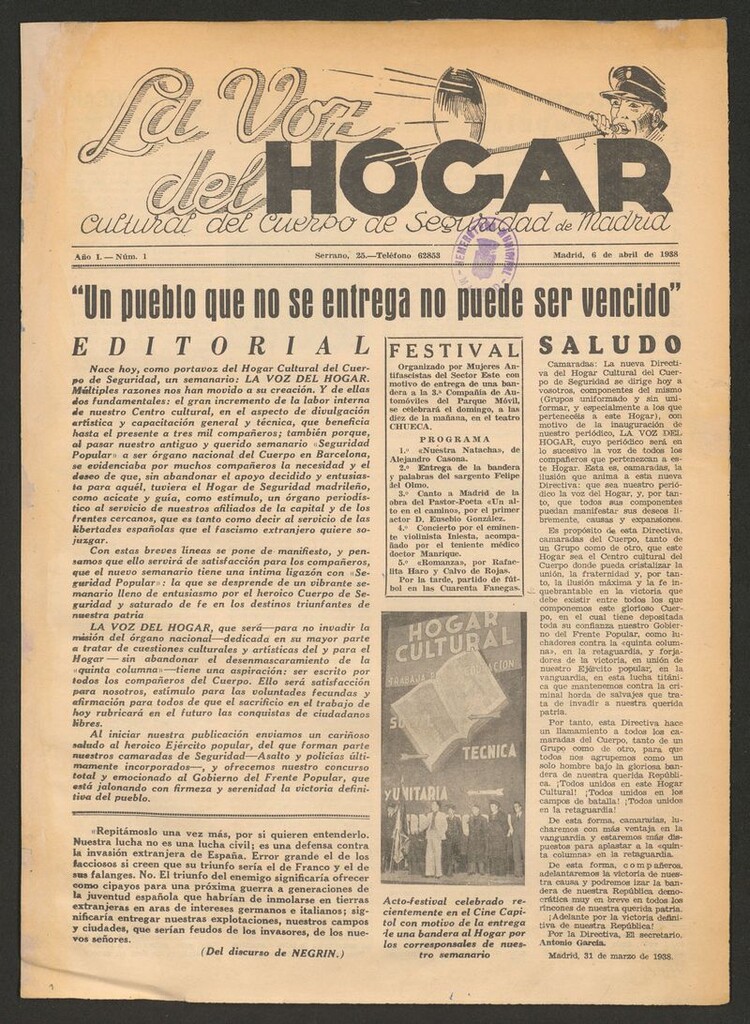 La Voz
del HOGAR
Cultural del Cuerpo de Seguridad de Madrid
Año I.—Núm. 1
Serrano, 25.—Teléfono 62853
Madrid, 6 de abril de 1938
HEMEROTECA MUNICIPAL
"Un pueblo que no se entrega no puede ser vencido"
EDITORIAL
Nace hoy, como portavoz del Hogar Cultural del Cuer-
po de Seguridad, un semanario: LA VOZ DEL HOGAR.
Múltiples razones nos han movido a su creación. Y de ellas
dos fundamentales: el gran incremento de la labor interna
de nuestro Centro cultural, en el aspecto de divulgación
artística y capacitación general y técnica, que beneficia
hasta el presente a tres mil compañeros; también porque,
al pasar nuestro antiguo y querido semanario «Seguridad
Popular» a ser órgano nacional del Cuerpo en Barcelona,
se evidenciaba por muchos compañeros la necesidad y el
deseo de que, sin abandonar el apoyo decidido y entusias-
ta para aquél, tuviera el Hogar de Seguridad madrileño,
como acicate y guía, como estímulo, un órgano periodís-
tico al servicio de nuestros afiliados de la capital y de los
frentes cercanos, que es tanto como decir al servicio de las
libertades españolas que el fascismo extranjero quiere so-
juzgar.
Con estas breves líneas se pone de manifiesto, y pen-
samos que ello servirá de satisfacción para los compañeros,
que el nuevo semanario tiene una íntima ligazón con «Se-
guridad Popular»: la que se desprende de un vibrante se-
manario lleno de entusiasmo por el heroico Cuerpo de Se-
guridad y saturado de fe en los destinos triunfantes de
nuestra patria
LA VOZ DEL HOGAR, que será—para no invadir la
misión del órgano nacional—dedicada en su mayor parte
a tratar de cuestiones culturales y artísticas del y para el
Hogar—sin abandonar el desenmascaramiento de la
«quinta columna»—tiene una aspiración: ser escrito por
todos los compañeros del Cuerpo. Ello será satisfacción
para nosotros, estímulo para las voluntades fecundas y
afirmación para todos de que el sacrificio en el trabajo de
hoy rubricará en el futuro las conquistas de ciudadanos
libres.
Al iniciar nuestra publicación enviamos un cariñoso
saludo al heroico Ejército popular, del que forman parte
nuestros camaradas de Seguridad—Asalto y policías últi-
mamente incorporados—, y ofrecemos nuestro concurso
total y emocionado al Gobierno del Frente Popular, que
está jalonando con firmeza y serenidad la victoria defini-
tiva del pueblo.
«Repitámoslo una vez más, por si quieren entenderlo.
Nuestra lucha no es una lucha civil; es una defensa contra
la invasión extranjera de España. Error grande el de los
facciosos si creen que su triunfo sería el de Franco y el de
sus falanges. No. El triunfo del enemigo significaría ofrecer
como cipayos para una próxima guerra a generaciones de
la juventud española que habrían de inmolarse en tierras
extranjeras en aras de intereses germanos e italianos; sig-
nificaría entregar nuestras explotaciones, nuestros campos
y ciudades, que serían feudos de los invasores, de los nue-
vos señores.
(Del discurso de NEGRIN.)
FESTIVAL
Organizado por Mujeres An-
tifascistas del Sector Este con
motivo de entrega de una ban-
dera a la 3.ª Compañía de Au-
tomóviles del Parque Móvil,
se celebrará el domingo, a las
diez de la mañana, en el teatro
CHUECA.
PROGRAMA
1.º «Nuestra Natacha», de
Alejandro Casona.
2.º Entrega de la bandera
y palabras del sargento Felipe
del Olmo.
3.º Canto a Madrid de la
obra del Pastor-Poeta «Un al-
to en el camino», por el primer
actor D. Eusebio González.
4.º Concierto por el eminen-
te violinista Iniesta, acompa-
ñado por el teniente médico
doctor Manrique.
5.º «Romanza», por Rafae-
lita Haro y Calvo de Rojas.
Por la tarde, partido de fút-
bol en las Cuarenta Fanegas.
HOGAR
CULTURAL
TRABAJA
SU
TECNICA
Y UNITARIA
Acto-festival celebrado re-
cientemente en el Cine Capi-
tol con motivo de la entrega
de una bandera al Hogar por
los corresponsales de nues-
tro semanario
SALUDO
Camaradas: La nueva Directi-
va del Hogar Cultural del Cuer-
po de Seguridad se dirige hoy a
vosotros, componentes del mismo
(Grupos uniformado y sin uni-
formar, y especialmente a los que
pertenecéis a este Hogar), con
motivo de la inauguración de
nuestro periódico, LA VOZ DEL
HOGAR, cuyo periódico será en
lo sucesivo la voz de todos los
compañeros que pertenezcan a es-
te Hogar. Esta es, camaradas, la
ilusión que anima a esta nueva
Directiva: que sea nuestro perió-
dico la voz del Hogar, y, por tan-
to, que todos sus componentes
puedan manifestar sus deseos li-
bremente, causas y expansiones.
Es propósito de esta Directiva,
camaradas del Cuerpo, tanto de
un Grupo como de otro, que este
Hogar sea el Centro cultural del
Cuerpo donde pueda cristalizar la
unión, la fraternidad y, por tan-
to, la ilusión máxima y la fe in-
quebrantable en la victoria que
debe existir entre todos los que
componemos este glorioso Cuer-
po, en el cual tiene depositada
toda su confianza nuestro Gobier-
no del Frente Popular, como lu-
chadores contra la «quinta colum-
na», en la retaguardia, y forja-
dores de la victoria, en unión de
nuestro Ejército popular, en la
vanguardia, en esta lucha titáni-
ca que mantenemos contra la cri-
minal horda de salvajes que tra-
ta de invadir a nuestra querida
patria.
Por tanto, esta Directiva hace
un llamamiento a todos los ca-
maradas del Cuerpo, tanto de un
Grupo como de otro, para que
todos nos agrupemos como un
solo hombre bajo la gloriosa ban-
dera de nuestra querida Repúbli-
ca. ¡Todos unidos en este Hogar
Cultural! ¡Todos unidos en los
campos de batalla! ¡Todos unidos
en la retaguardia!
De esta forma, camaradas, lu-
charemos con más ventaja en la
vanguardia y estaremos más dis-
puestos para aplastar a la «quin-
ta columna» en la retaguardia.
De esta forma, compañeros,
adelantaremos la victoria de nues-
tra causa y podremos izar la ban-
dera de nuestra República demo-
crática muy en breve en todos los
rincones de nuestra querida patria.
¡Adelante por la victoria defini-
tiva de nuestra República!
Por la Directiva, El secretario.
Antonio García.
Madrid, 31 de marzo de 1938.